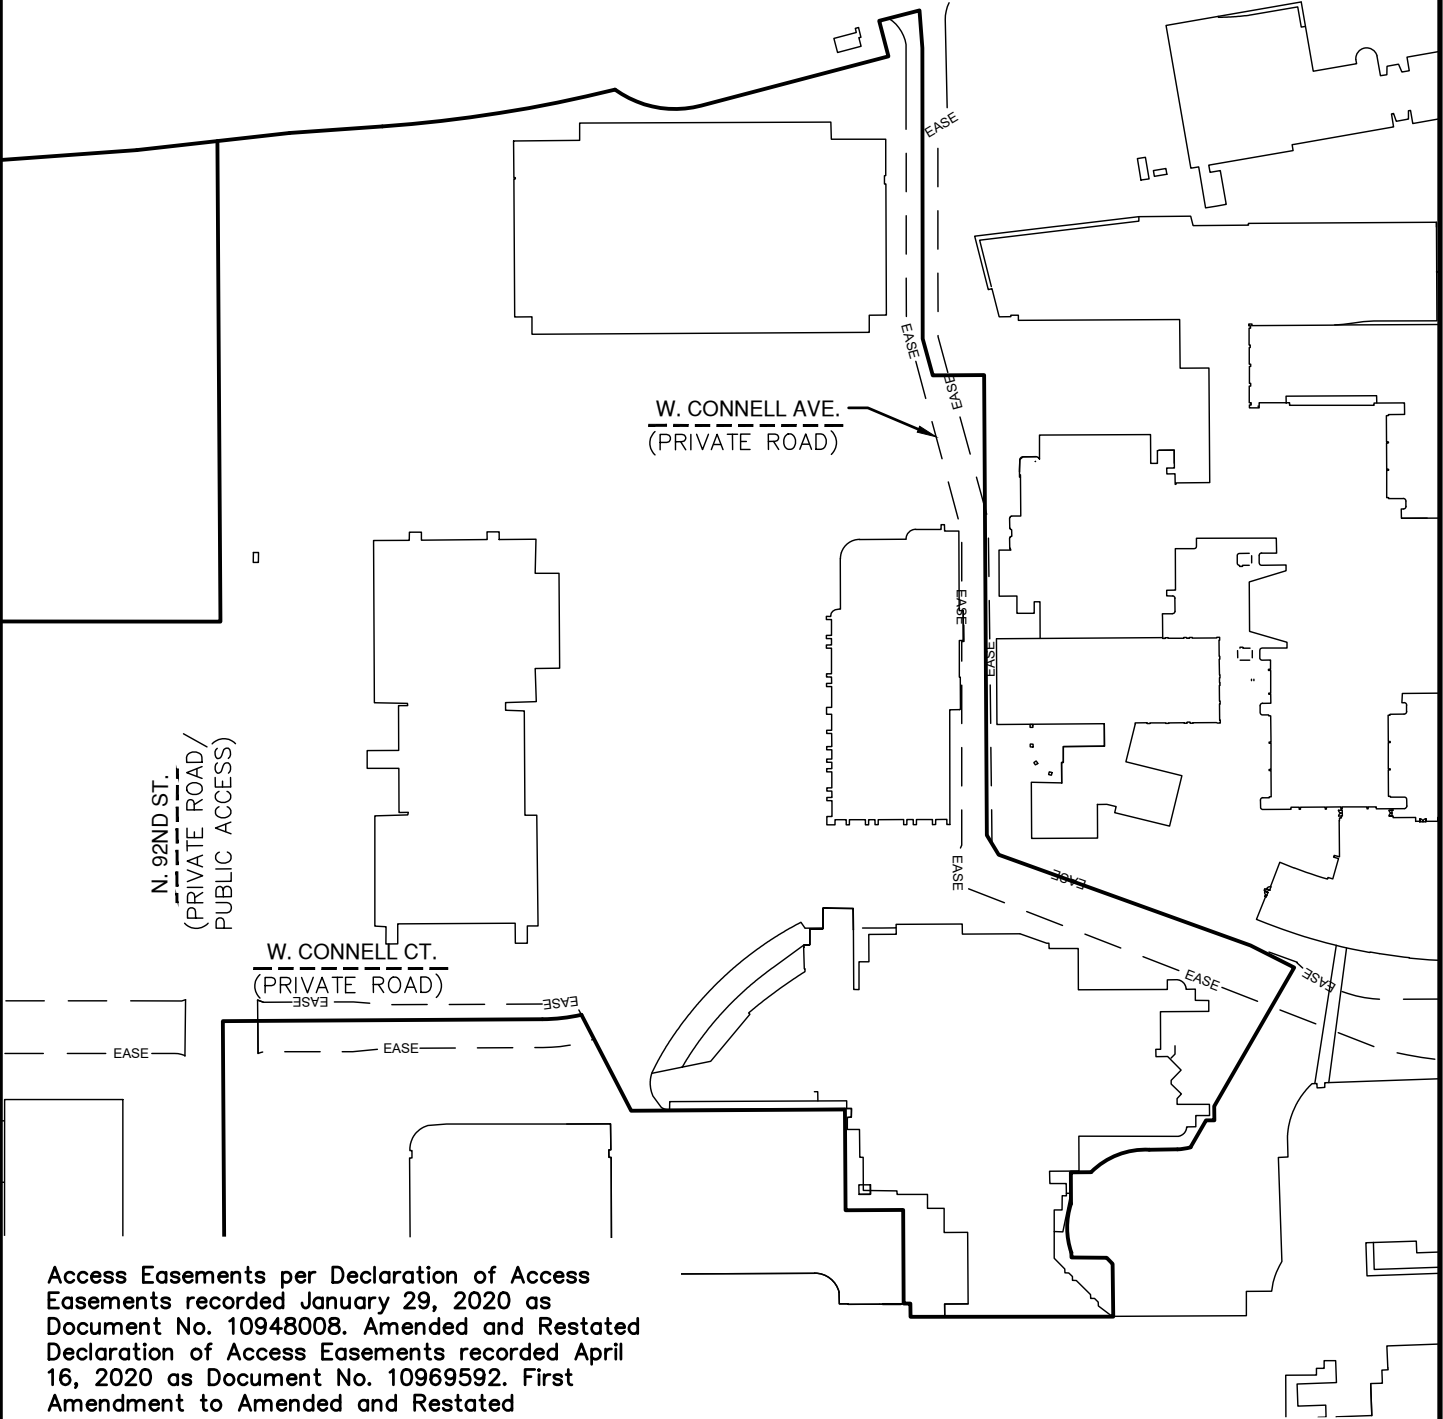 EASE
EASE
EASE
W. CONNELL AVE.
(PRIVATE ROAD)
EASE
EASE
N. 92ND ST.
(PRIVATE ROAD/
PUBLIC ACCESS)
EASE
EASE
W. CONNELL CT.
(PRIVATE ROAD)
EASE
EASE
EASE
EASE
EASE
EASE
Access Easements per Declaration of Access
Easements recorded January 29, 2020 as
Document No. 10948008. Amended and Restated
Declaration of Access Easements recorded April
16, 2020 as Document No. 10969592. First
Amendment to Amended and Restated